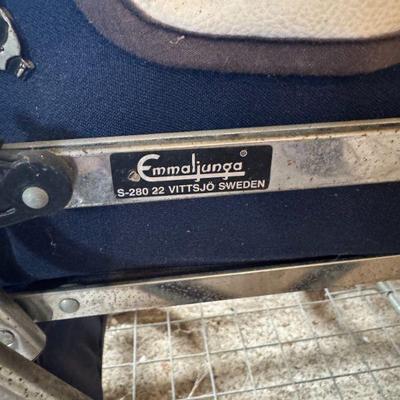 Emmaljunga ®
S-280 22 VITTSJÖ SWEDEN